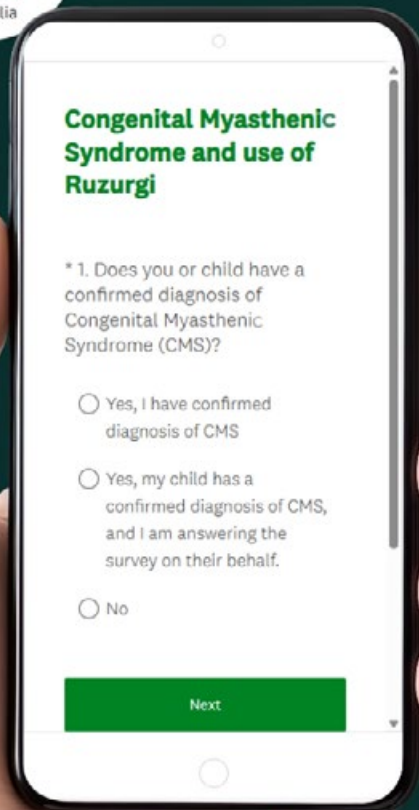 lia
Congenital Myasthenic
Syndrome and use of
Ruzurgi
* 1. Does you or child have a
confirmed diagnosis of
Congenital Myasthenic
Syndrome (CMS)?
Yes, I have confirmed
diagnosis of CMS
Yes, my child has a
confirmed diagnosis of CMS,
and I am answering the
survey on their behalf.
No
Next